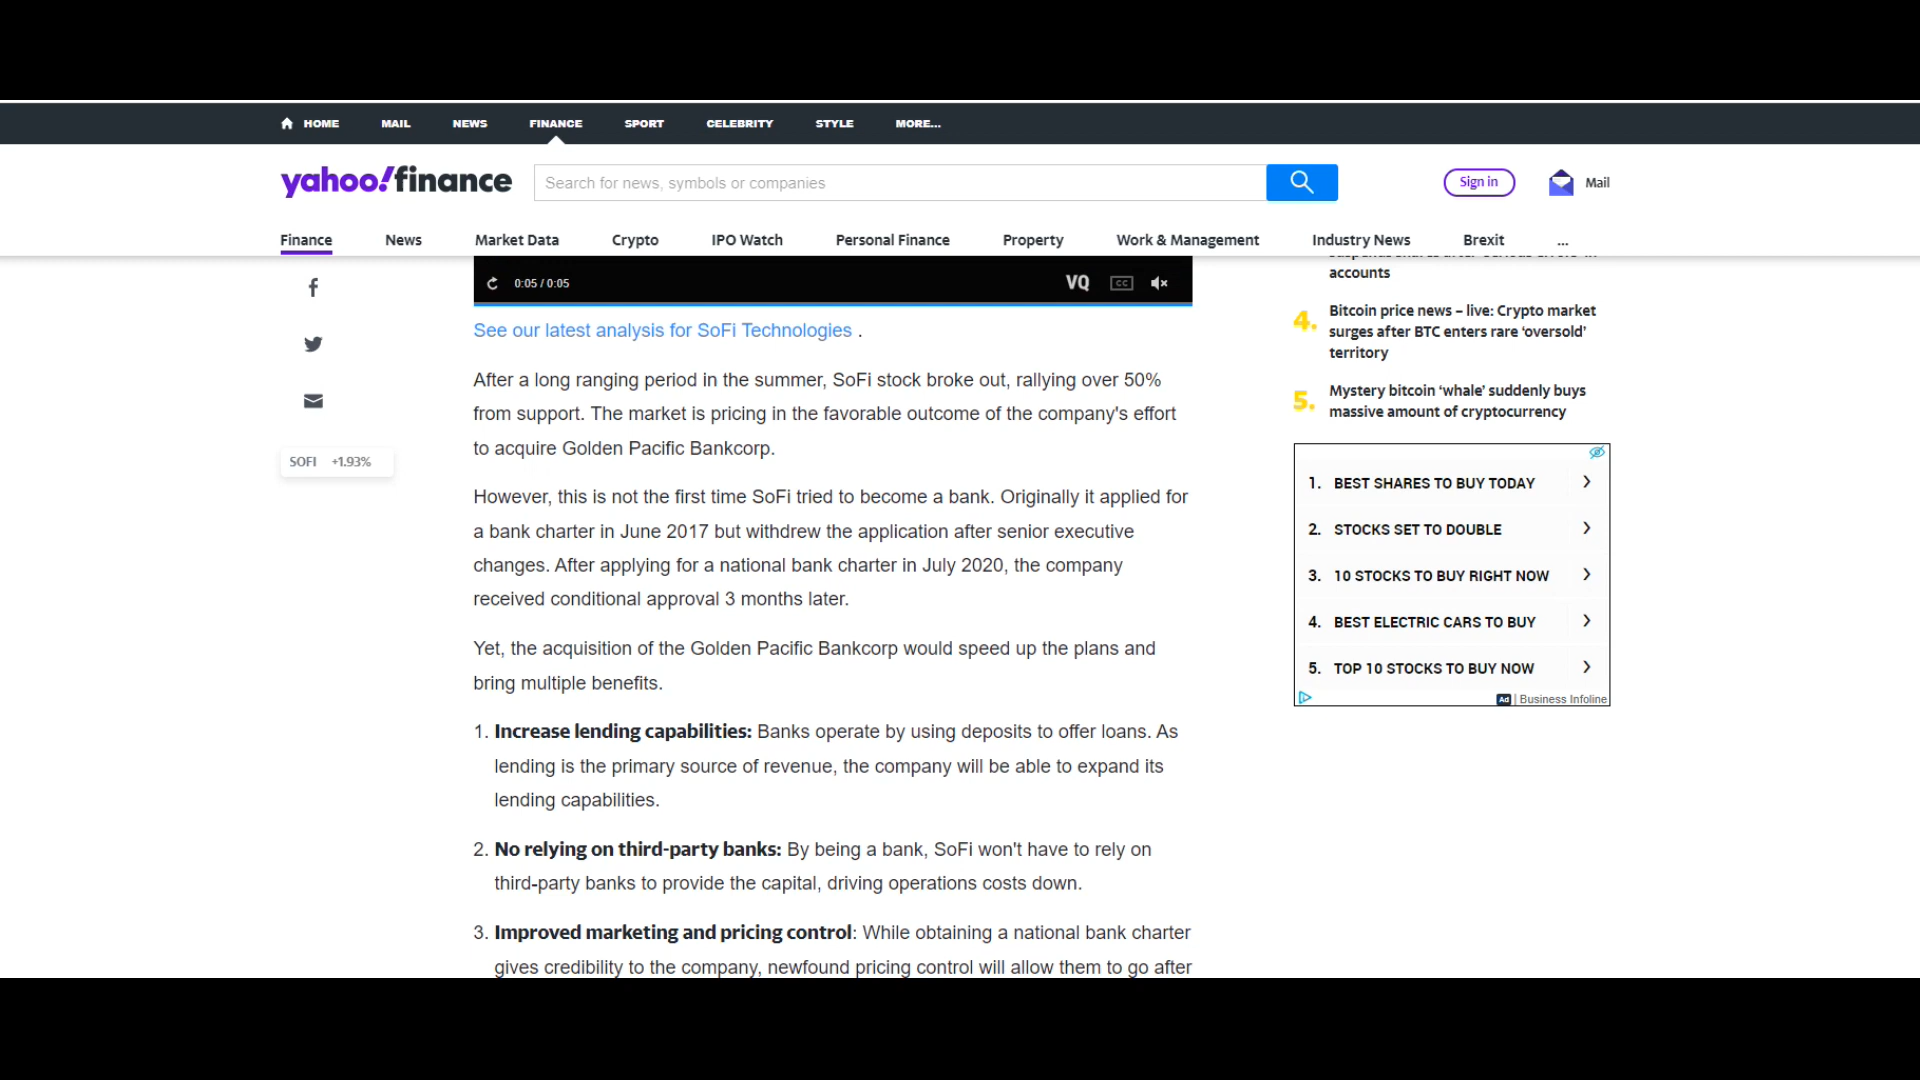 HOME MAIL NEWS FINANCE SPORT CELEBRITY STYLE MORE...
yahoo!finance
Search for news, symbols or companies
Sign in
Mail
Finance News Market Data Crypto IPO Watch Personal Finance Property Work & Management Industry News Brexit ...
0:05 / 0:05
VQ CC
See our latest analysis for SoFi Technologies .
After a long ranging period in the summer, SoFi stock broke out, rallying over 50%
from support. The market is pricing in the favorable outcome of the company's effort
to acquire Golden Pacific Bankcorp.
However, this is not the first time SoFi tried to become a bank. Originally it applied for
a bank charter in June 2017 but withdrew the application after senior executive
changes. After applying for a national bank charter in July 2020, the company
received conditional approval 3 months later.
Yet, the acquisition of the Golden Pacific Bankcorp would speed up the plans and
bring multiple benefits.
1. Increase lending capabilities: Banks operate by using deposits to offer loans. As
lending is the primary source of revenue, the company will be able to expand its
lending capabilities.
2. No relying on third-party banks: By being a bank, SoFi won't have to rely on
third-party banks to provide the capital, driving operations costs down.
3. Improved marketing and pricing control: While obtaining a national bank charter
gives credibility to the company, newfound pricing control will allow them to go after
SOFI +1.93%
accounts
4. Bitcoin price news – live: Crypto market
surges after BTC enters rare ‘oversold’
territory
5. Mystery bitcoin ‘whale’ suddenly buys
massive amount of cryptocurrency
1. BEST SHARES TO BUY TODAY
2. STOCKS SET TO DOUBLE
3. 10 STOCKS TO BUY RIGHT NOW
4. BEST ELECTRIC CARS TO BUY
5. TOP 10 STOCKS TO BUY NOW
Ad | Business Infoline